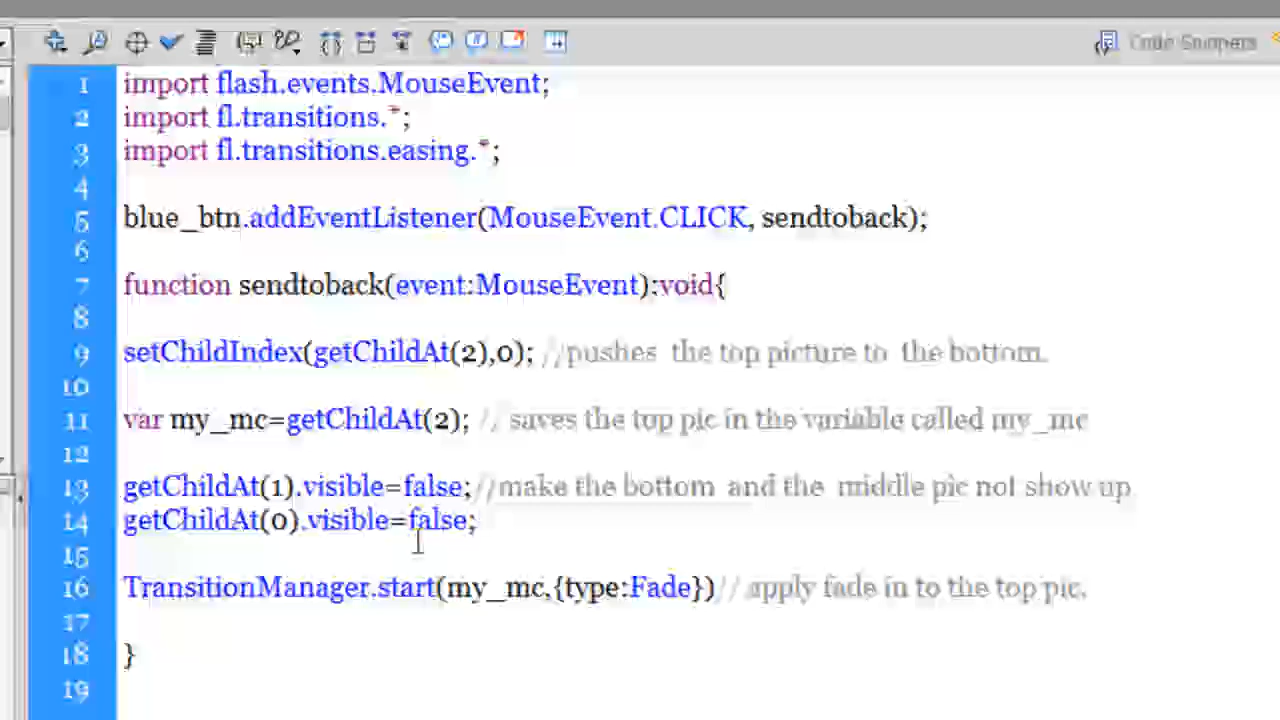 Code Snippets
1 import flash.events.MouseEvent;
2 import fl.transitions.*;
3 import fl.transitions.easing.*;
4
5 blue_btn.addEventListener(MouseEvent.CLICK, sendtoback);
6
7 function sendtoback(event:MouseEvent):void{
8
9 setChildIndex(getChildAt(2),0); //pushes the top picture to the bottom.
10
11 var my_mc=getChildAt(2); // saves the top pic in the variable called my_mc
12
13 getChildAt(1).visible=false;//make the bottom and the middle pic not show up
14 getChildAt(0).visible=false;
15
16 TransitionManager.start(my_mc,{type:Fade})// apply fade in to the top pic.
17
18 }
19